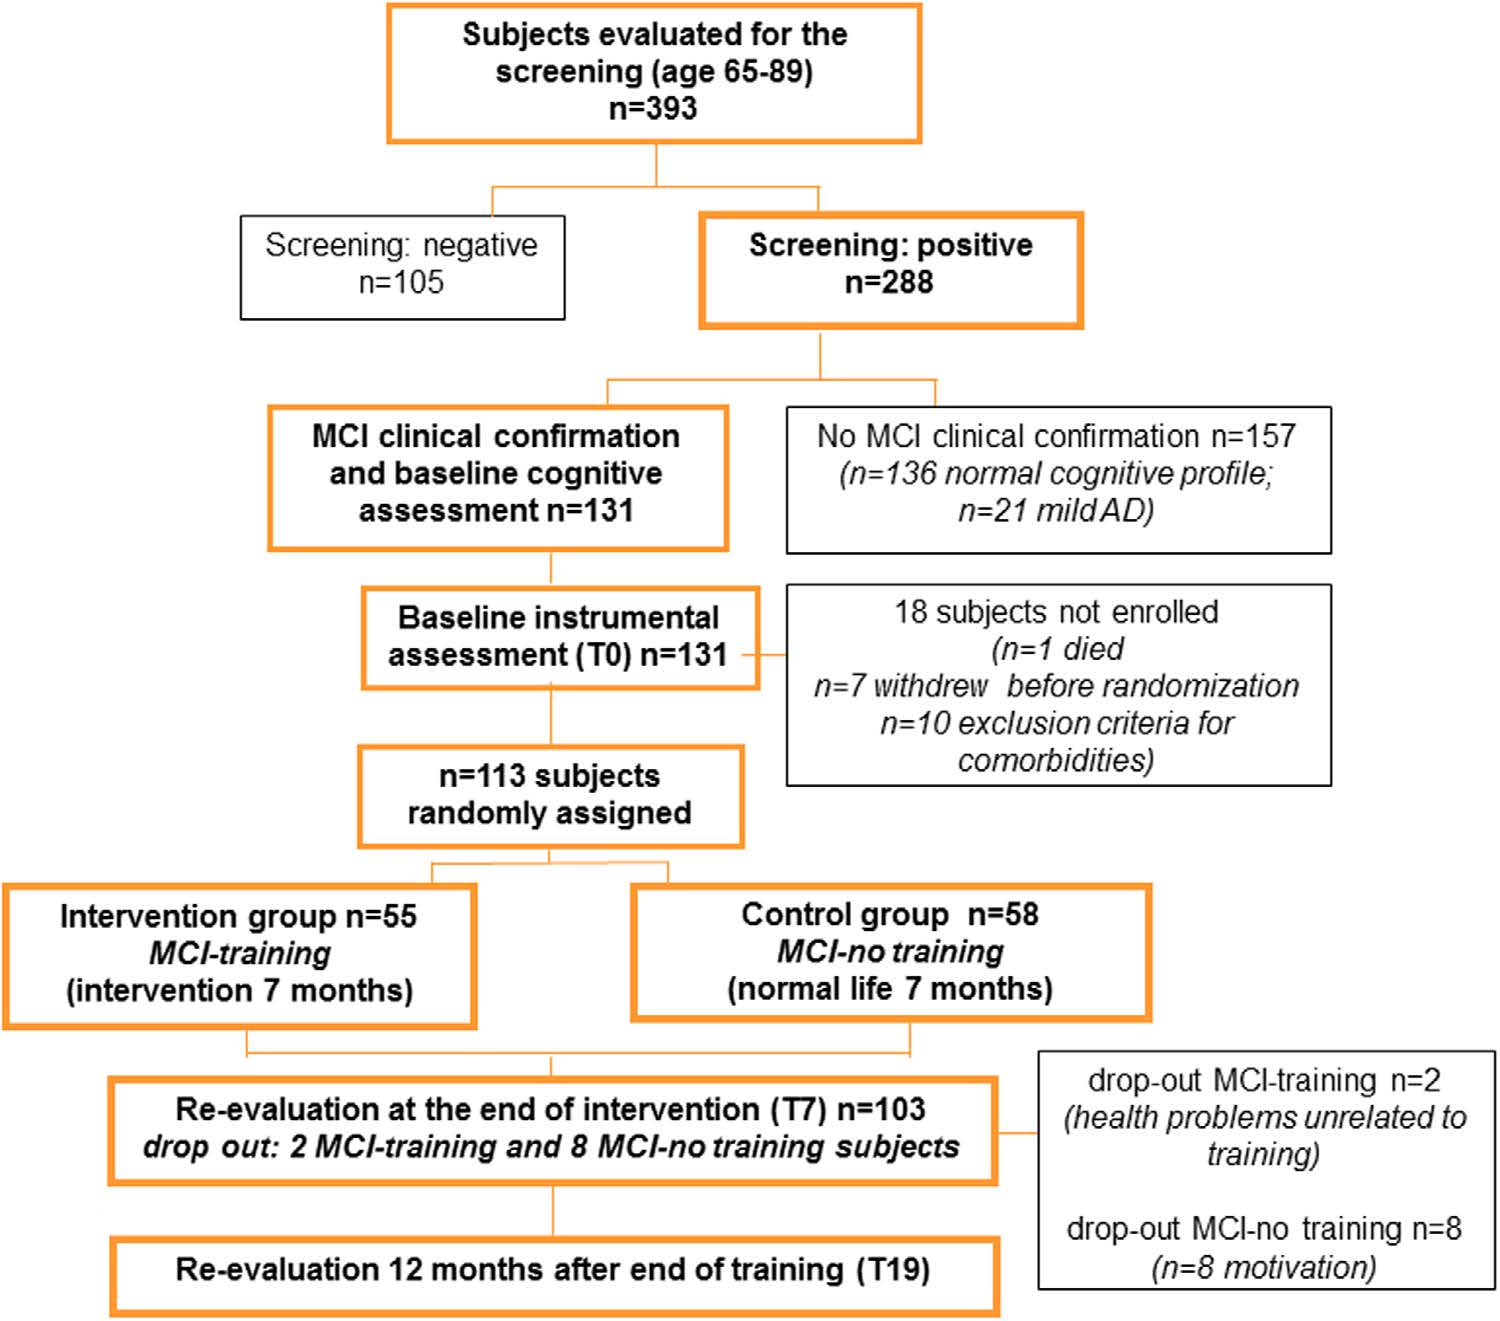 Subjects evaluated for the
screening (age 65-89)
n=393
Screening: negative
n=105
Screening: positive
n=288
MCI clinical confirmation
and baseline cognitive
assessment n=131
No MCI clinical confirmation n=157
(n=136 normal cognitive profile;
n=21 mild AD)
Baseline instrumental
assessment (T0) n=131
18 subjects not enrolled
(n=1 died
n=7 withdrew before randomization
n=10 exclusion criteria for
comorbidities)
n=113 subjects
randomly assigned
Intervention group n=55
MCI-training
(intervention 7 months)
Control group n=58
MCI-no training
(normal life 7 months)
Re-evaluation at the end of intervention (T7) n=103
drop out: 2 MCI-training and 8 MCI-no training subjects
drop-out MCI-training n=2
(health problems unrelated to
training)
drop-out MCI-no training n=8
(n=8 motivation)
Re-evaluation 12 months after end of training (T19)